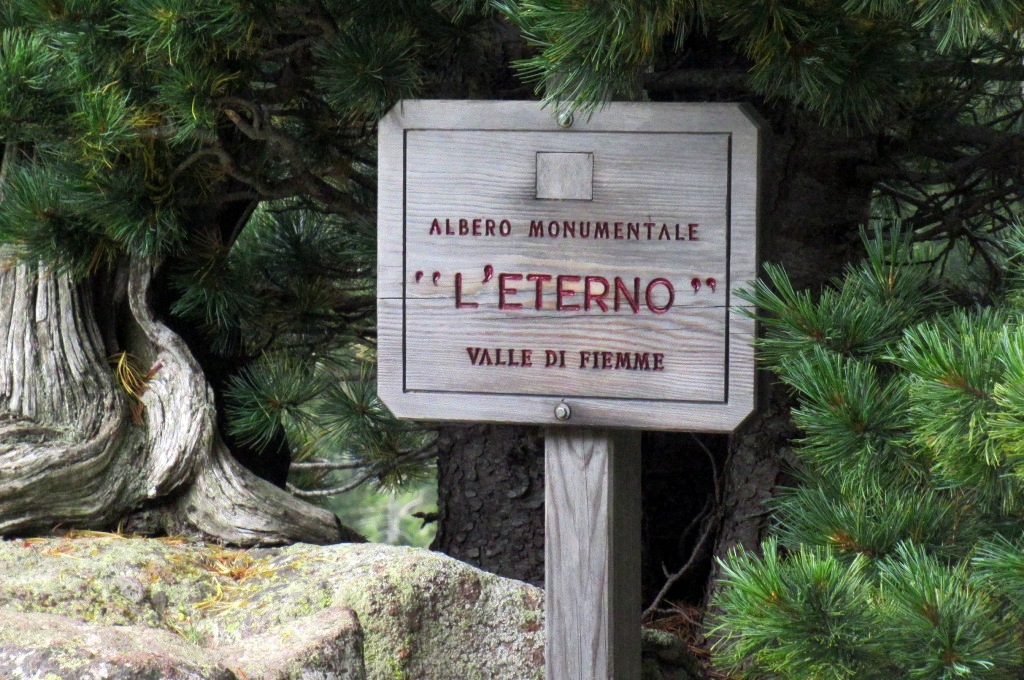 ALBERO MONUMENTALE
"L'ETERNO"
VALLE DI FIEMME